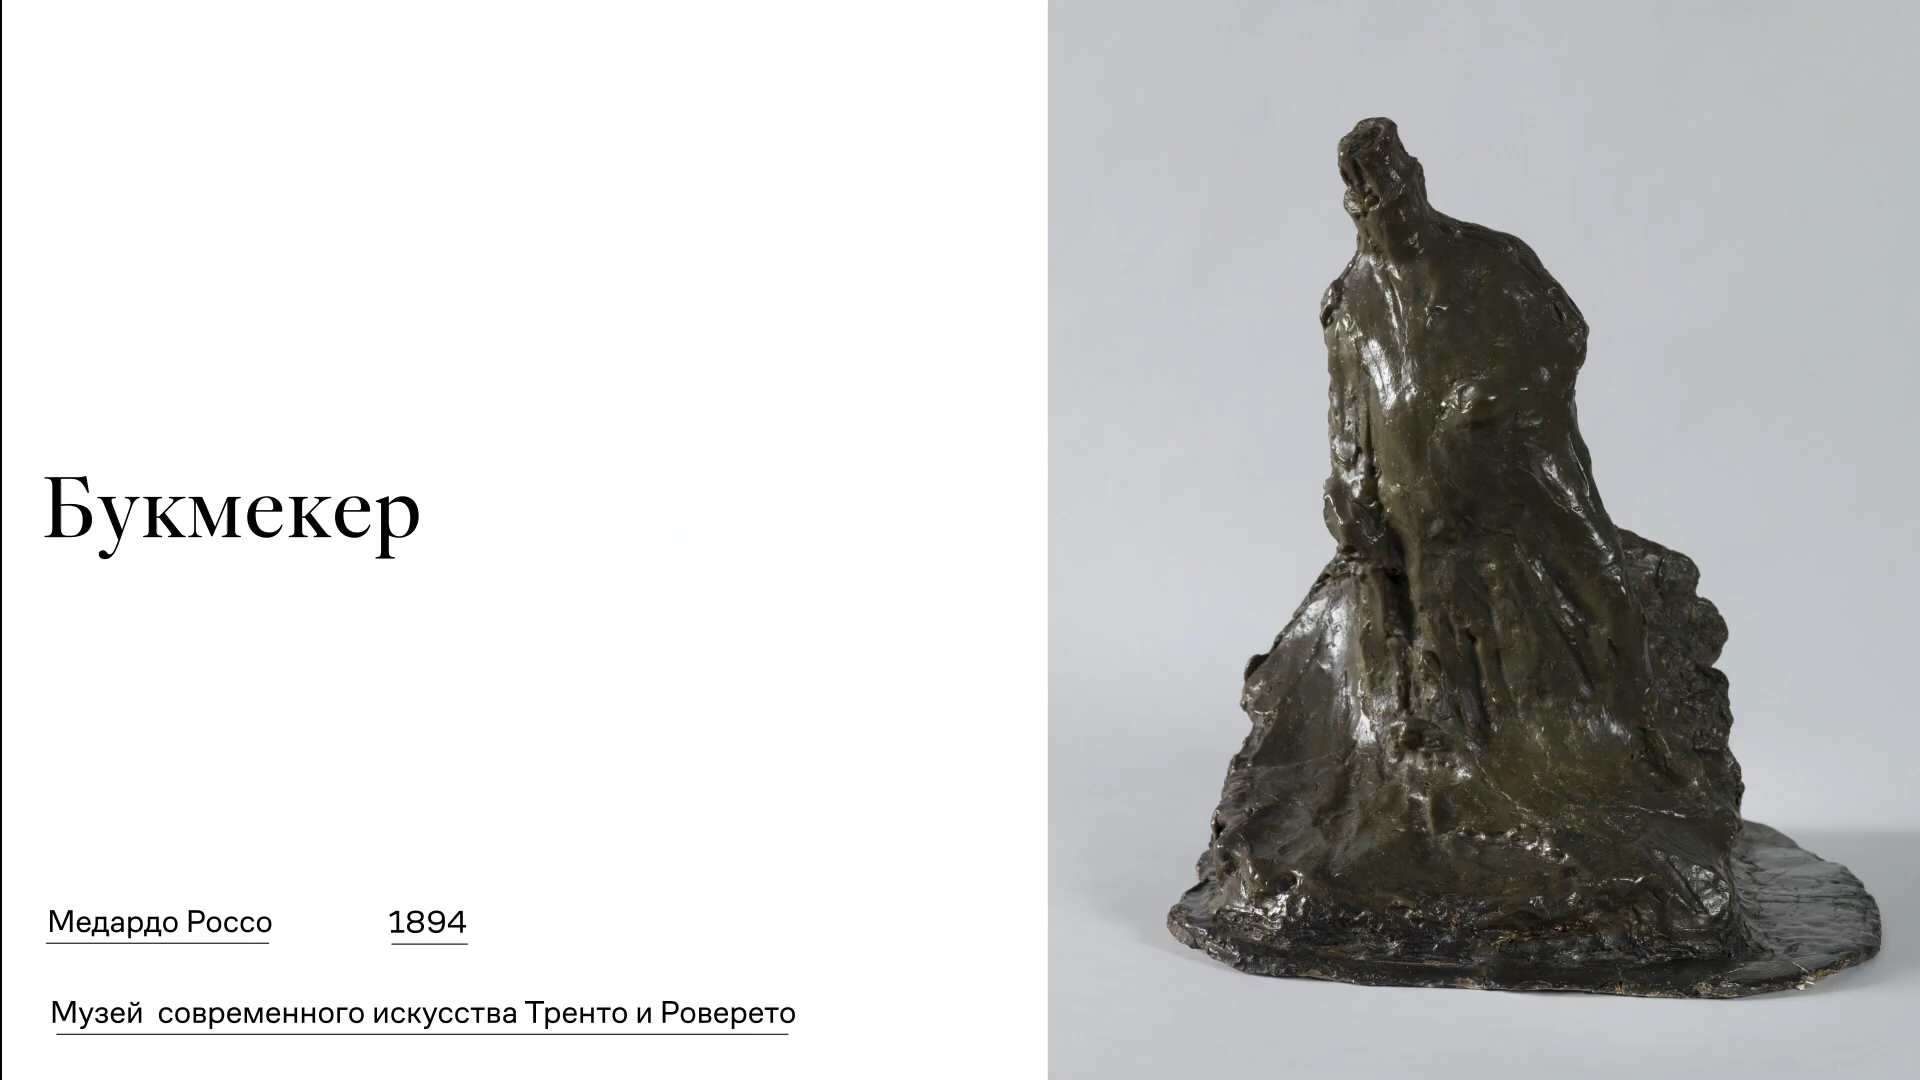 Букмекер
Медардо Россо 1894
Музей современного искусства Тренто и Роверето